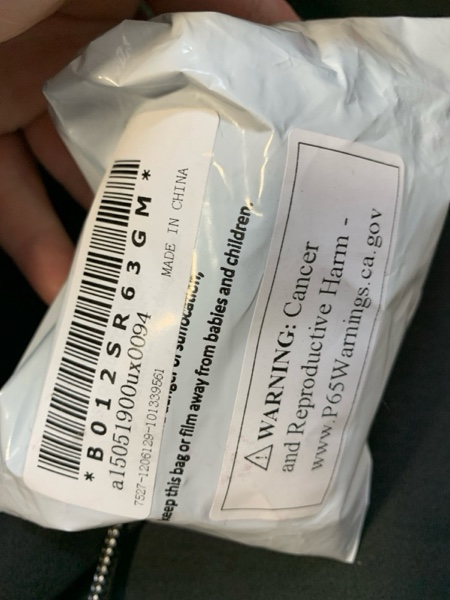 *B012SR63GM*
a15051900ux0094
7527-1206129-101339561
MADE IN CHINA
danger of suffocation,
keep this bag or film away from babies and children.
⚠WARNING: Cancer
and Reproductive Harm -
www.P65Warnings.ca.gov